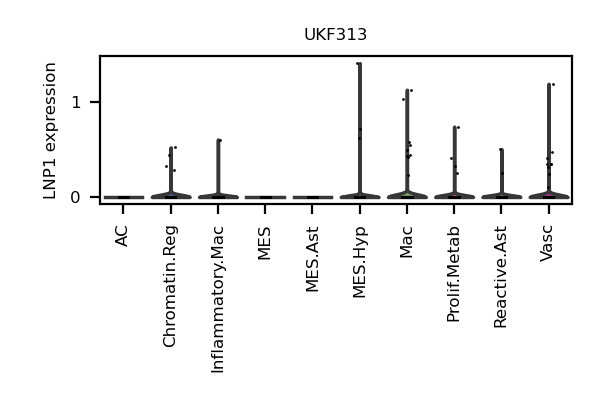 UKF313
LNP1 expression
1
0
AC
Chromatin.Reg
Inflammatory.Mac
MES
MES.Ast
MES.Hyp
Mac
Prolif.Metab
Reactive.Ast
Vasc